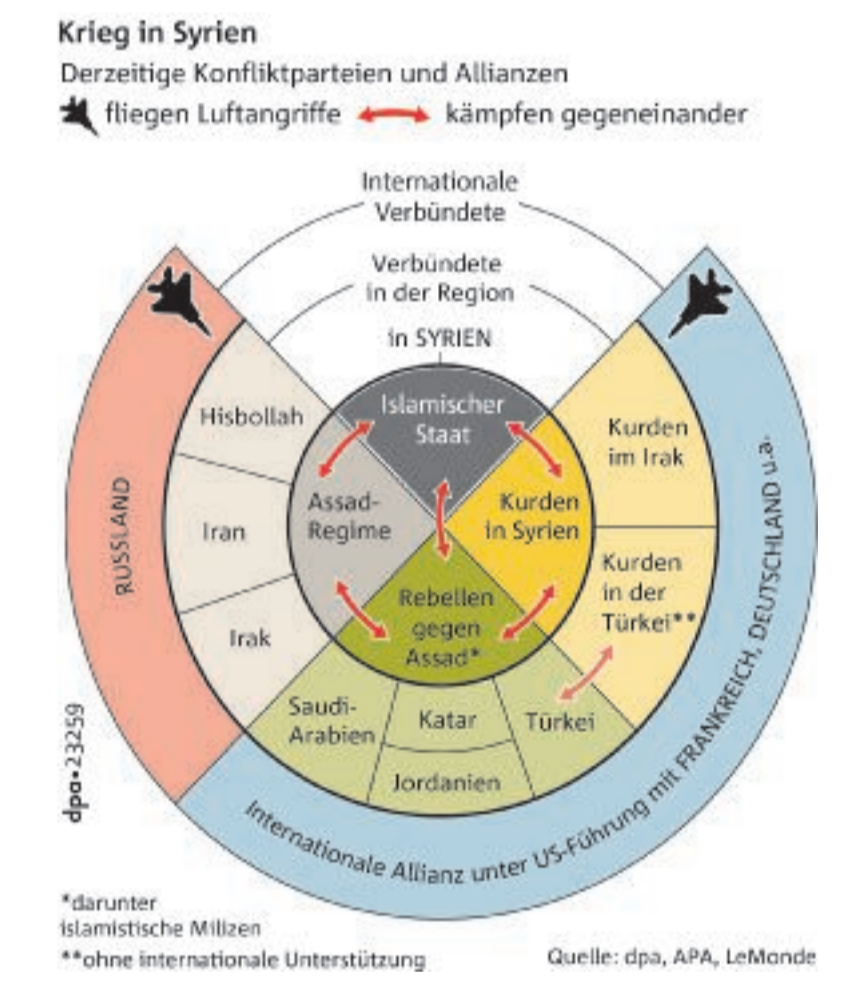 Krieg in Syrien
Derzeitige Konfliktparteien und Allianzen
fliegen Luftangriffe kämpfen gegeneinander
Internationale
Verbündete
Verbündete
in der Region
in SYRIEN
Islamischer
Staat
Hisbollah
Kurden
im Irak
Assad-
Regime
Kurden
in Syrien
Iran
RUSSLAND
Kurden
in der
Türkei**
Rebellen
gegen
Assad*
Irak
Saudi-
Arabien
Katar
Türkei
Jordanien
Internationale Allianz unter US-Führung mit FRANKREICH, DEUTSCHLAND u.a.
dpa•23259
*darunter
islamistische Milizen
**ohne internationale Unterstützung
Quelle: dpa, APA, LeMonde